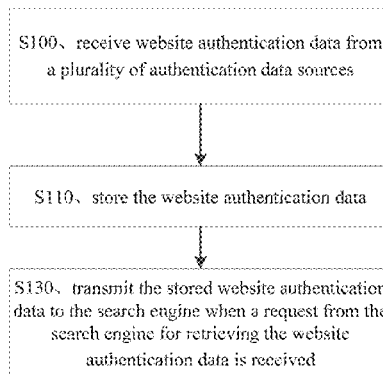 S100、receive website authentication data from
a plurality of authentication data sources
S110、store the website authentication data
S130、transmit the stored website authentication
data to the search engine when a request from the
search engine for retrieving the website
authentication data is received